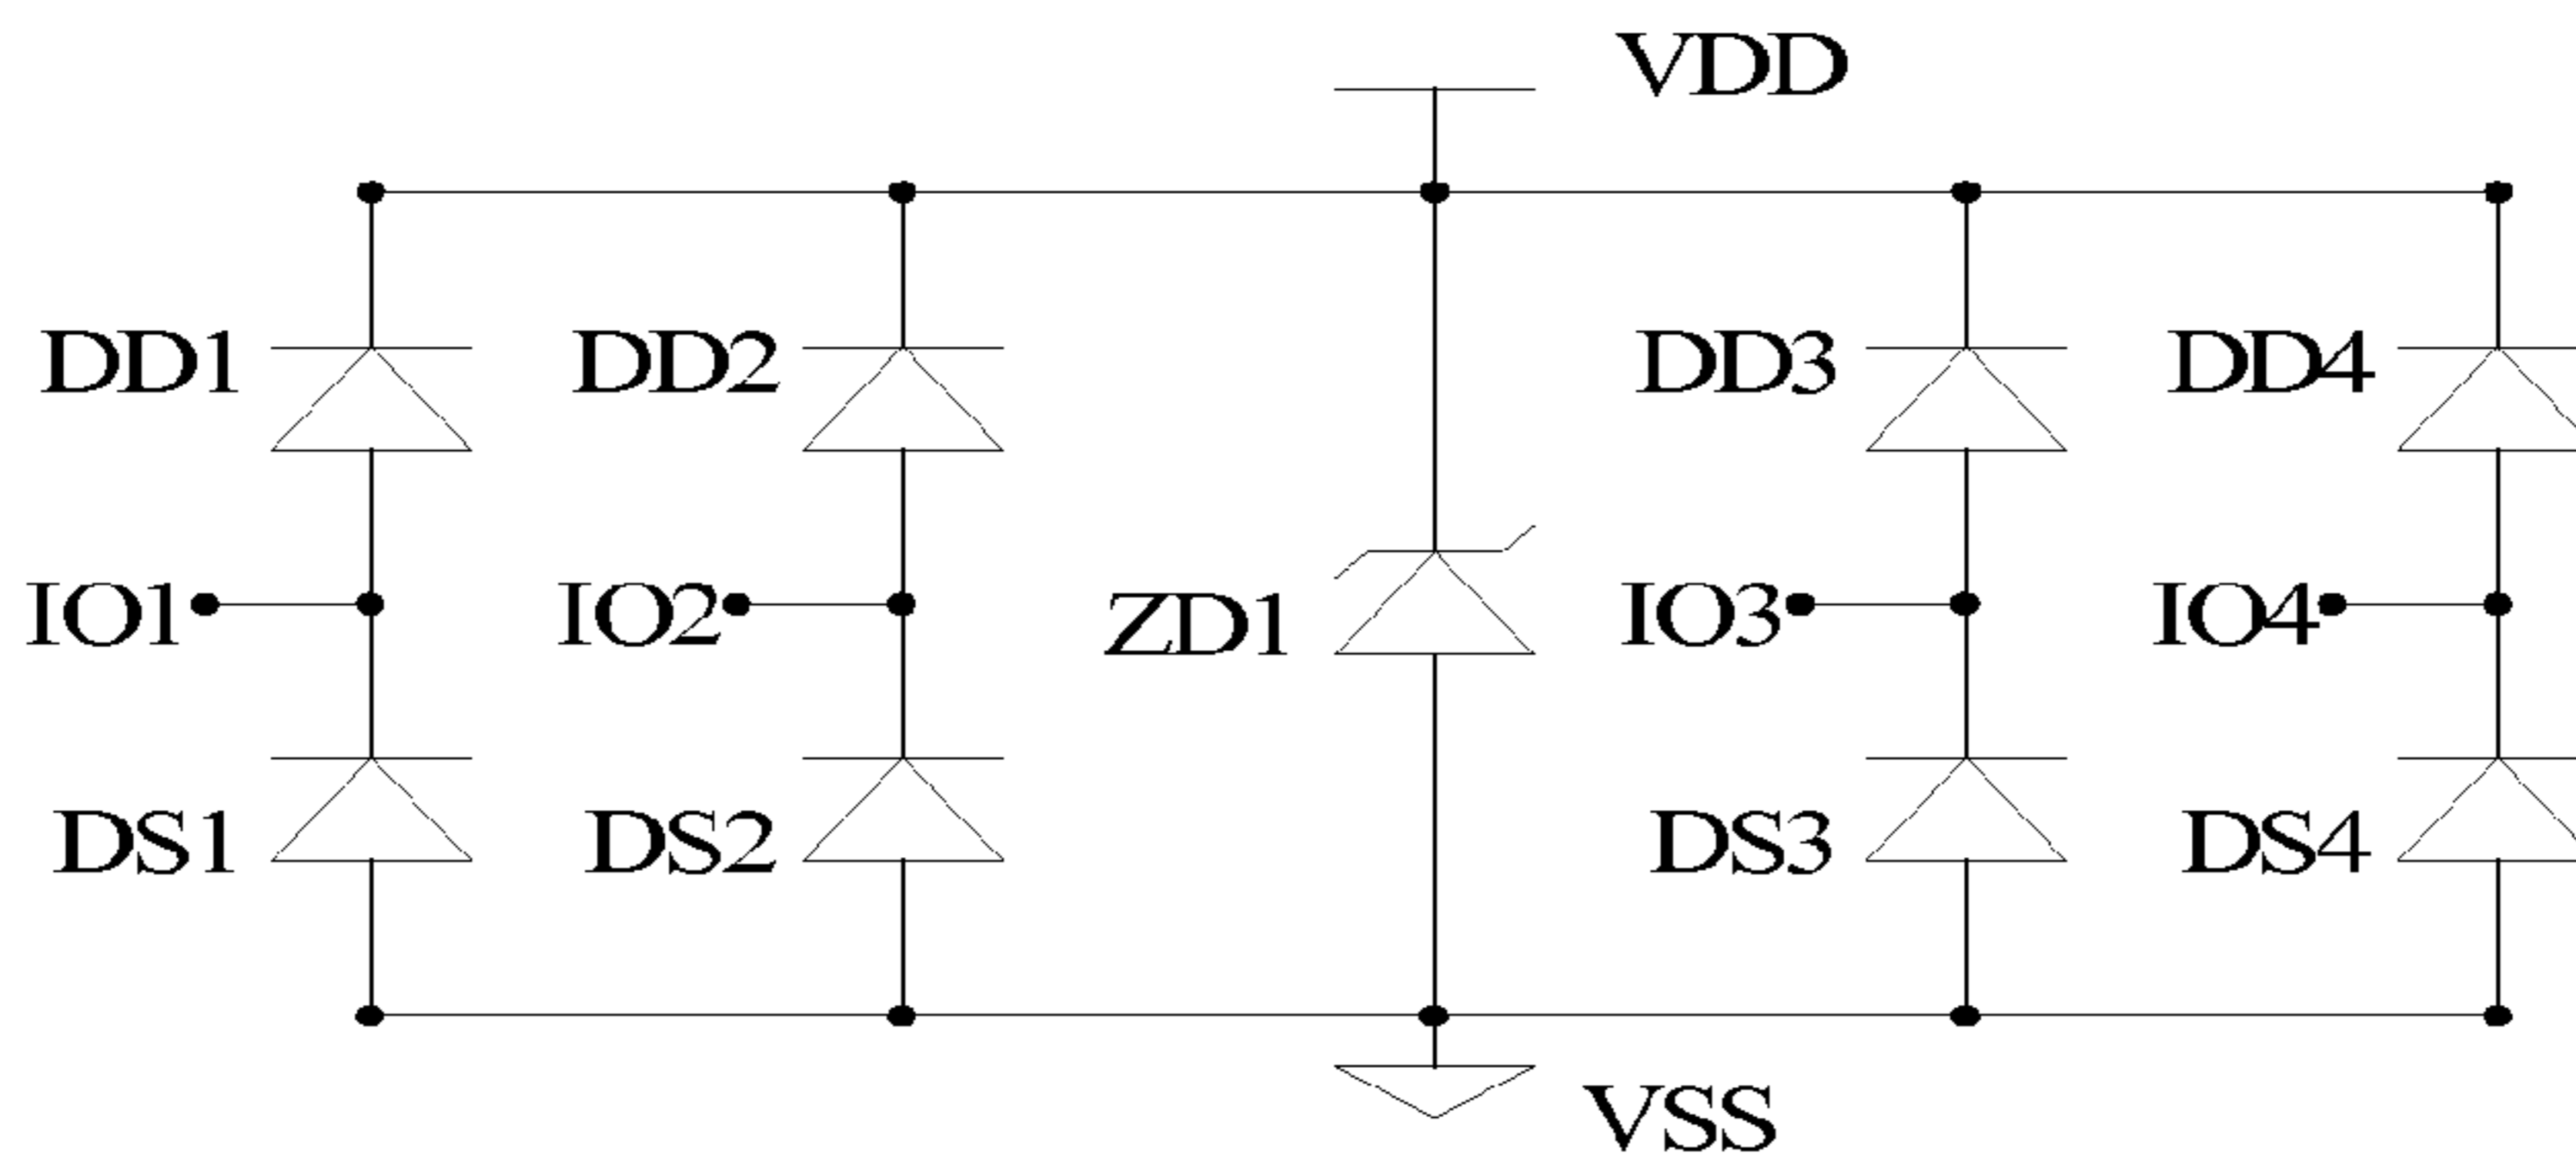 VDD
DD1 DD2 DD3 DD4
IO1 IO2 ZD1 IO3 IO4
DS1 DS2 DS3 DS4
VSS